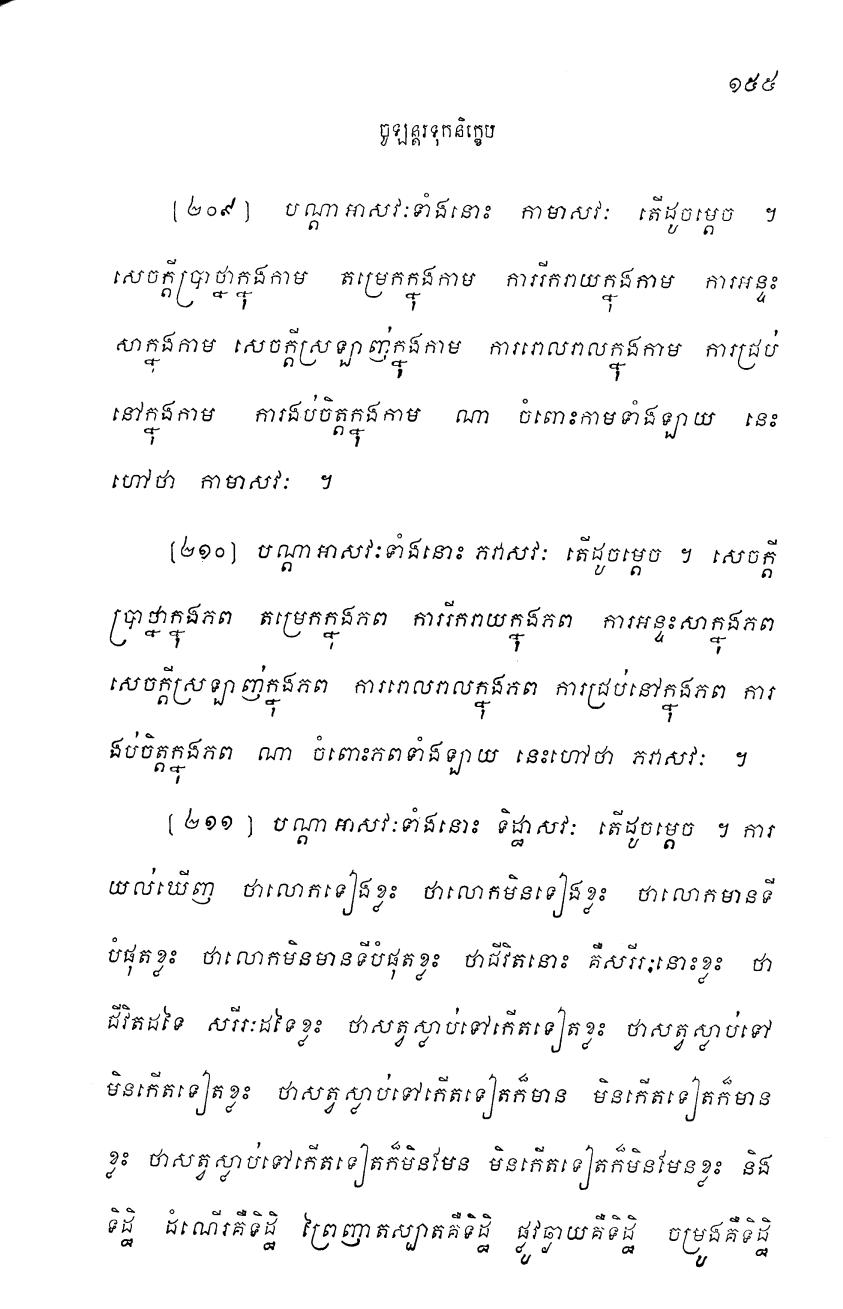 ១៥៥
ចូឡន្តរទុកនិក្ខេប
[២០៩] បណ្តាអាសវៈទាំងនោះ កាមាសវៈ តើដូចម្តេច ។
សេចក្តីប្រាថ្នាក្នុងកាម តម្រេកក្នុងកាម ការរីករាយក្នុងកាម ការអន្ទះ
សាក្នុងកាម សេចក្តីស្រឡាញ់ក្នុងកាម ការរោលរាលក្នុងកាម ការជ្រប់
នៅក្នុងកាម ការងប់ចិត្តក្នុងកាម ណា ចំពោះកាមទាំងឡាយ នេះ
ហៅថា កាមាសវៈ ។
[២១០] បណ្តាអាសវៈទាំងនោះ ភវាសវៈ តើដូចម្តេច ។ សេចក្តី
ប្រាថ្នាក្នុងភព តម្រេកក្នុងភព ការរីករាយក្នុងភព ការអន្ទះសាក្នុងភព
សេចក្តីស្រឡាញ់ក្នុងភព ការរោលរាលក្នុងភព ការជ្រប់នៅក្នុងភព ការ
ងប់ចិត្តក្នុងភព ណា ចំពោះភពទាំងឡាយ នេះហៅថា ភវាសវៈ ។
[២១១] បណ្តាអាសវៈទាំងនោះ ទិដ្ឋាសវៈ តើដូចម្តេច ។ ការ
យល់ឃើញ ថាលោកទៀងខ្លះ ថាលោកមិនទៀងខ្លះ ថាលោកមានទី
បំផុតខ្លះ ថាលោកមិនមានទីបំផុតខ្លះ ថាជីវិតនោះ គឺសរីរៈនោះខ្លះ ថា
ជីវិតដទៃ សរីរៈដទៃខ្លះ ថាសត្វស្លាប់ទៅកើតទៀតខ្លះ ថាសត្វស្លាប់ទៅ
មិនកើតទៀតខ្លះ ថាសត្វស្លាប់ទៅកើតទៀតក៏មាន មិនកើតទៀតក៏មាន
ខ្លះ ថាសត្វស្លាប់ទៅកើតទៀតក៏មិនមែន មិនកើតទៀតក៏មិនមែនខ្លះ និង
ទិដ្ឋិ ដំណើរគឺទិដ្ឋិ ព្រៃញាតស្បាតគឺទិដ្ឋិ ផ្លូវឆ្ងាយគឺទិដ្ឋិ ចម្រូងគឺទិដ្ឋិ